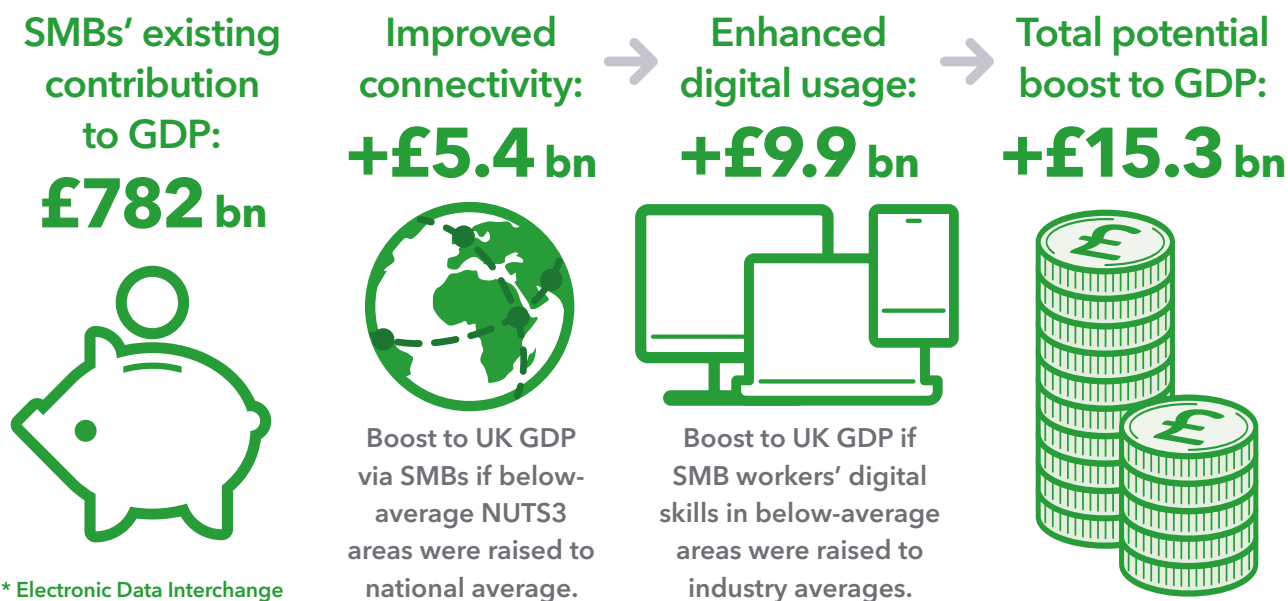 SMBs' existing
contribution
to GDP:
£782 bn
* Electronic Data Interchange
Improved
connectivity:
+£5.4 bn
Boost to UK GDP
via SMBs if below-
average NUTS3
areas were raised to
national average.
Enhanced
digital usage:
+£9.9 bn
Boost to UK GDP if
SMB workers' digital
skills in below-average
areas were raised to
industry averages.
Total potential
boost to GDP:
+£15.3 bn
£
£